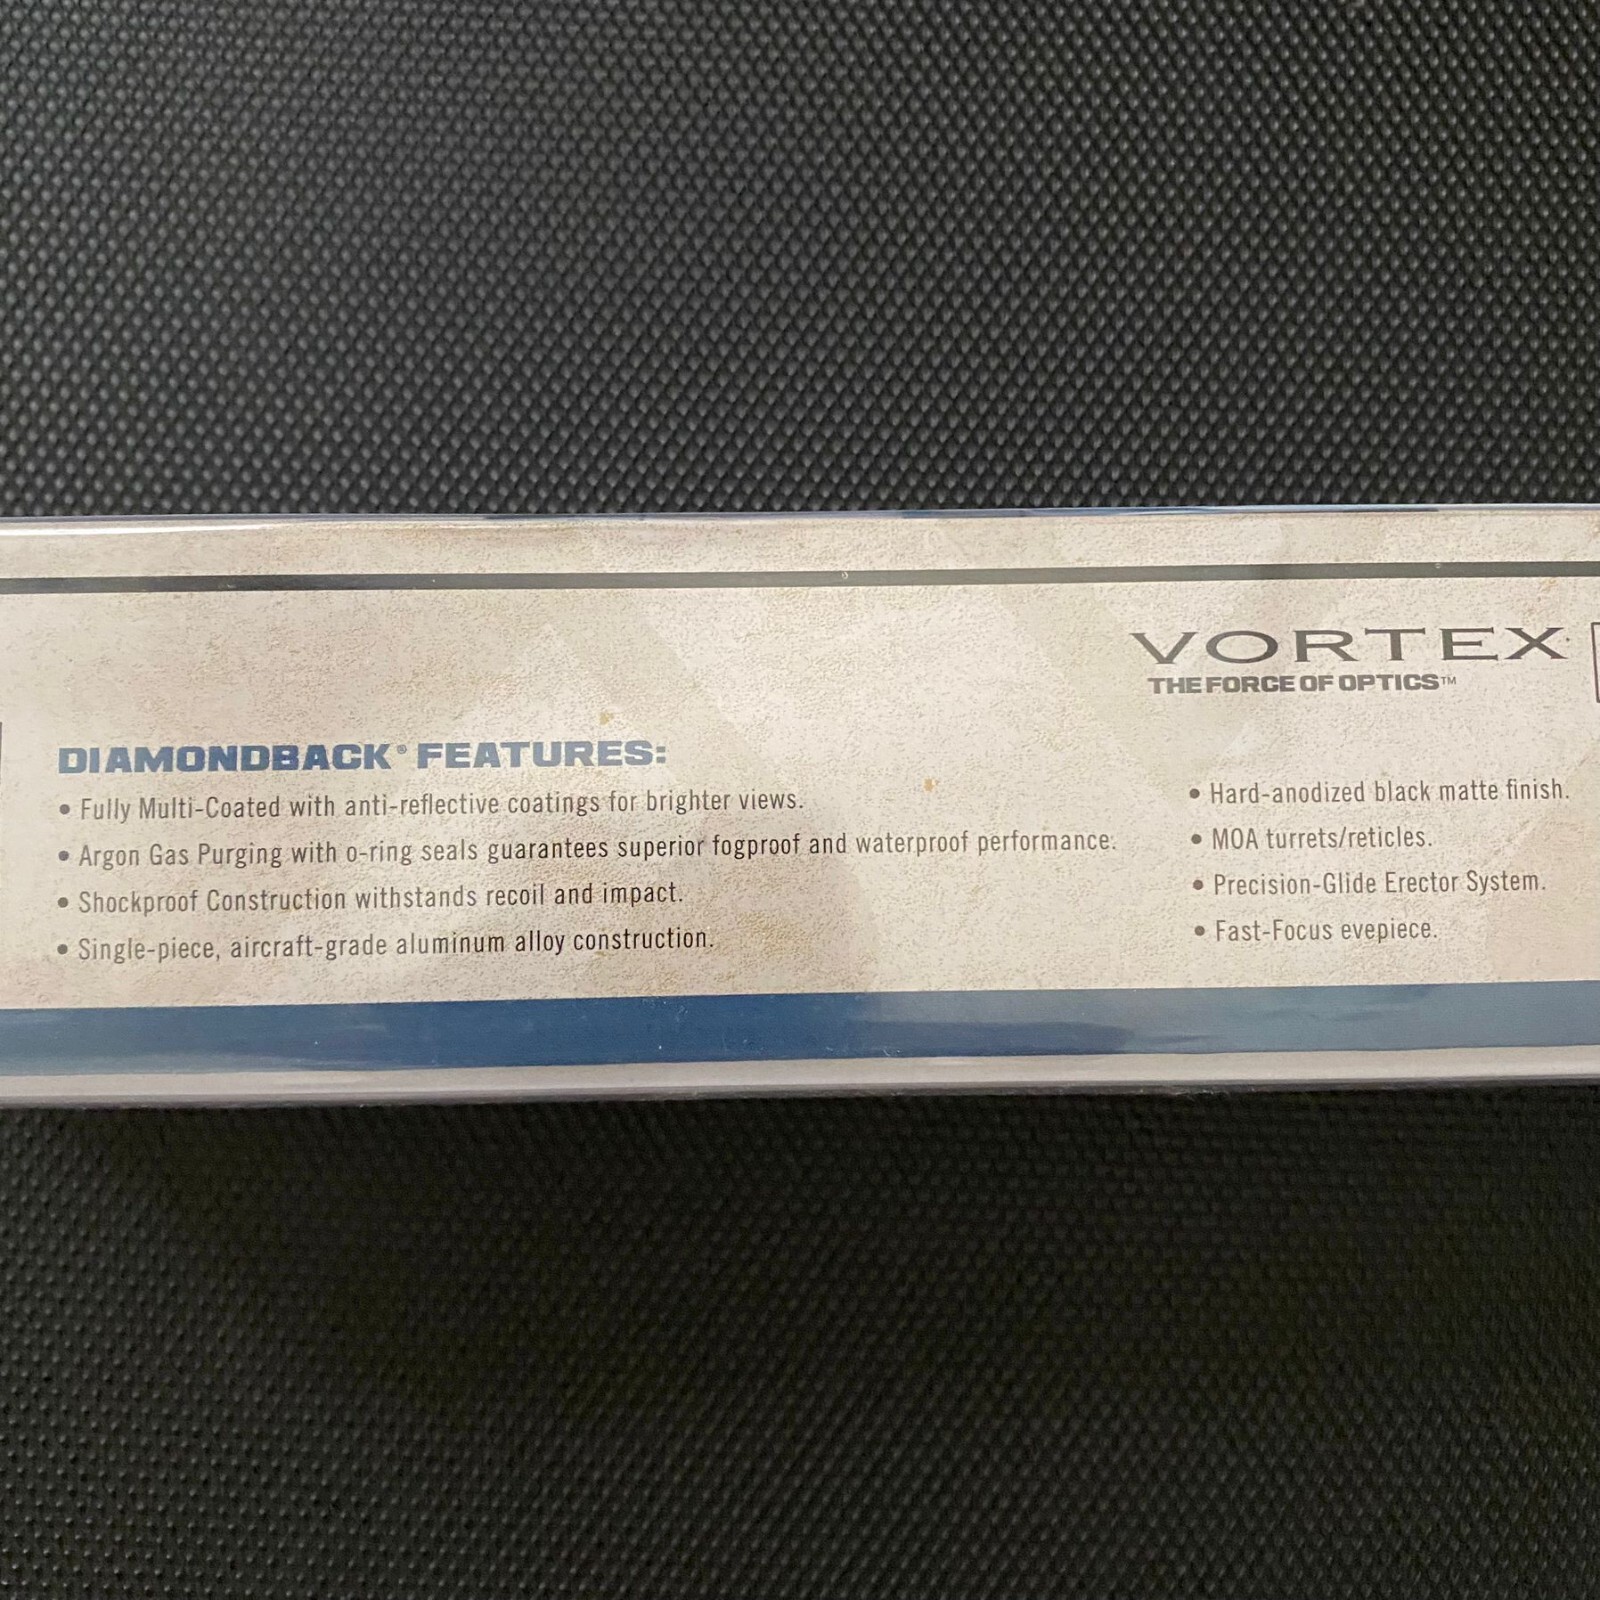 VORTEX
THE FORCE OF OPTICS™
DIAMONDBACK® FEATURES:
• Fully Multi-Coated with anti-reflective coatings for brighter views.
• Argon Gas Purging with o-ring seals guarantees superior fogproof and waterproof performance.
• Shockproof Construction withstands recoil and impact.
• Single-piece, aircraft-grade aluminum alloy construction.
• Hard-anodized black matte finish.
• MOA turrets/reticles.
• Precision-Glide Erector System.
• Fast-Focus eyepiece.